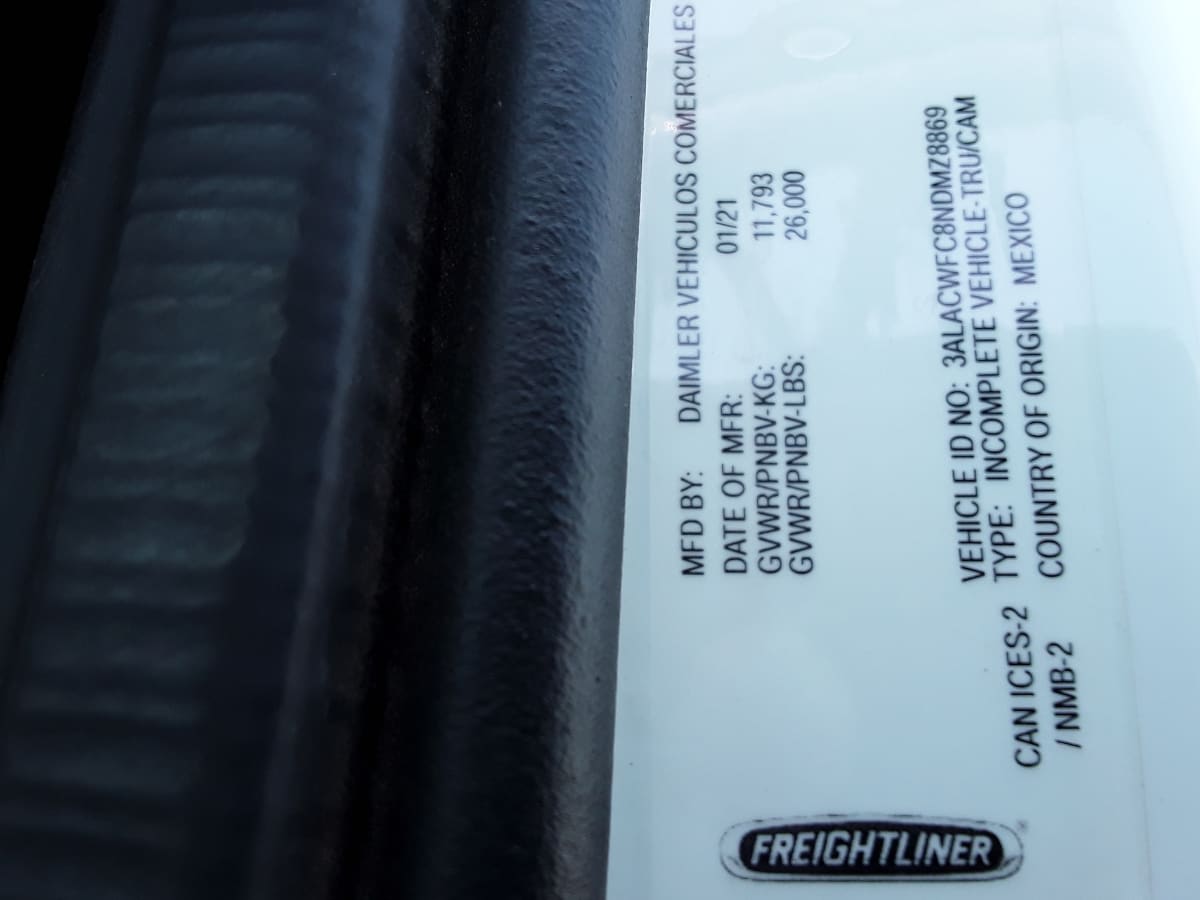 MFD BY: DAIMLER VEHICULOS COMERCIALES
DATE OF MFR: 01/21
GVWR/PNBV-KG: 11,793
GVWR/PNBV-LBS: 26,000
VEHICLE ID NO: 3ALACWFC8NDMZ8869
TYPE: INCOMPLETE VEHICLE-TRU/CAM
COUNTRY OF ORIGIN: MEXICO
CAN ICES-2
/ NMB-2
FREIGHTLINER